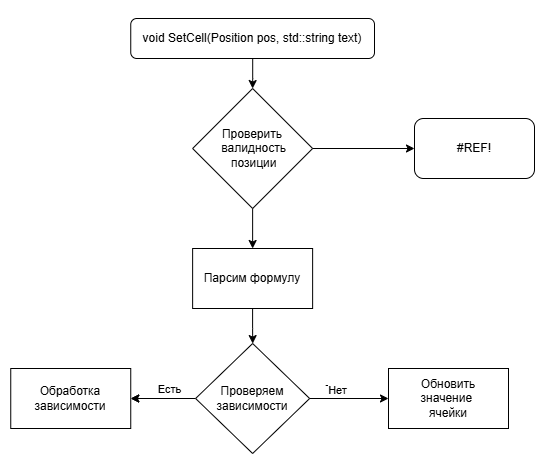 void SetCell(Position pos, std::string text)
Проверить
валидность
позиции
#REF!
Парсим формулу
Обработка
зависимости
Есть
Проверяем
зависимости
Нет
Обновить
значение
ячейки